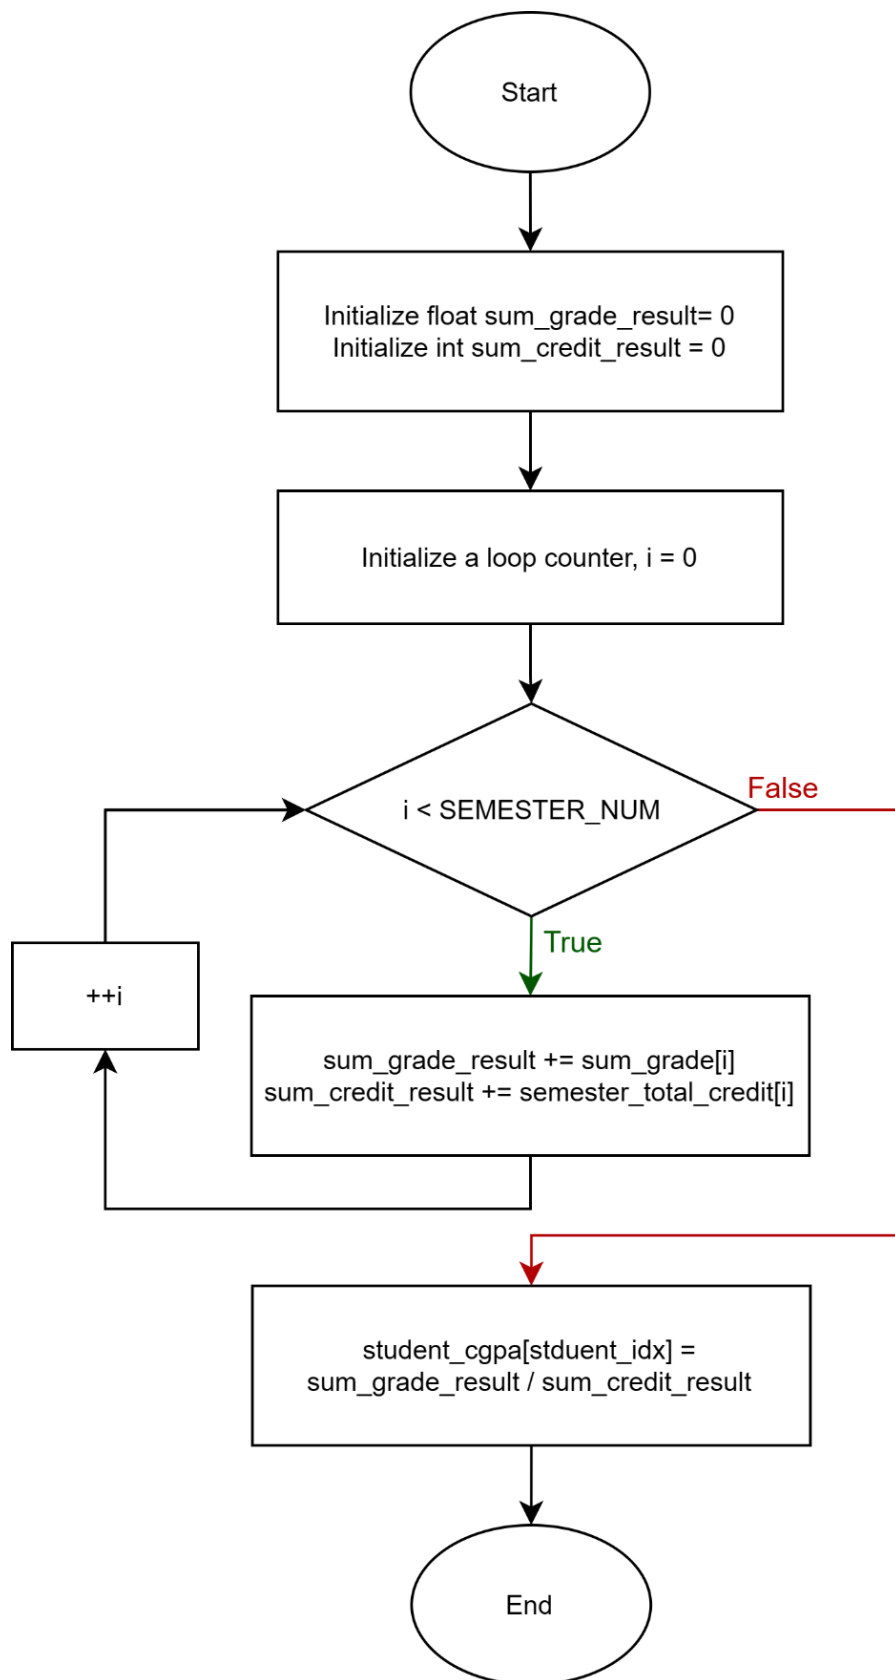 Start
Initialize float sum_grade_result= 0
Initialize int sum_credit_result = 0
Initialize a loop counter, i = 0
i < SEMESTER_NUM
False
True
++i
sum_grade_result += sum_grade[i]
sum_credit_result += semester_total_credit[i]
student_cgpa[stduent_idx] =
sum_grade_result / sum_credit_result
End